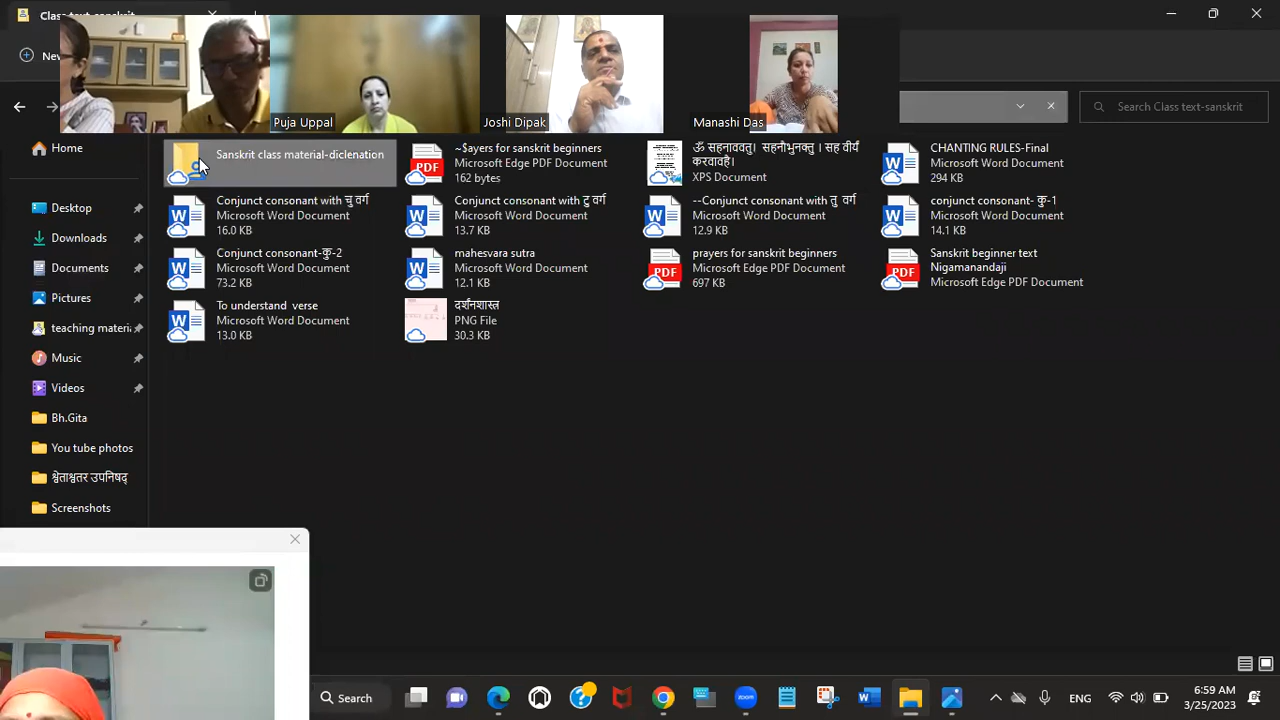 Class text-sanskrit
New
Puja Uppal
Joshi Dipak
Manashi Das
Search Class text-sanskrit
Home
Desktop
Downloads
Documents
Pictures
teaching materi
Music
Videos
Bh.Gita
You tube photos
श्वेताश्वतर उपनिषद्
Screenshots
Sanskrit class material-diclenation
~$ayers for sanskrit beginners
Microsoft Edge PDF Document
162 bytes
ॐ सहनाववतु। सहनौभुनक्तु । सह वीर्यं
करवावहै।
XPS Document
CHANTING RULES-Final
Microsoft Word Document
294 KB
Conjunct consonant with चु वर्ग
Microsoft Word Document
16.0 KB
Conjunct consonant with टु वर्ग
Microsoft Word Document
13.7 KB
--Conjunct consonant with तु वर्ग
Microsoft Word Document
12.9 KB
conjunct consonant- कु-1
Microsoft Word Document
14.1 KB
Conjunct consonant-कु-2
Microsoft Word Document
73.2 KB
mahesvara sutra
Microsoft Word Document
12.1 KB
prayers for sanskrit beginners
Microsoft Edge PDF Document
697 KB
Saskrit beginner text
Nigamanandaji
Microsoft Edge PDF Document
To understand verse
Microsoft Word Document
13.0 KB
दर्शनशास्त्र
PNG File
30.3 KB
Search
ENG
3/25/2023